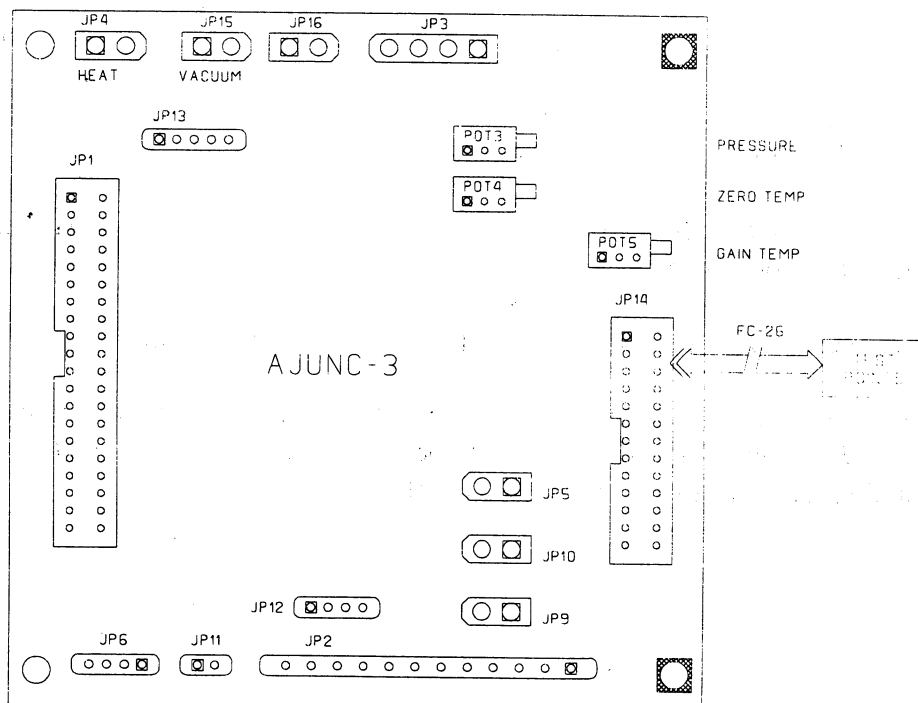 JP4 JP15 JP16 JP3
HEAT VACUUM
JP13
POT3 PRESSURE
JP1
POT4 ZERO TEMP
POT5 GAIN TEMP
JP14
FC-26
AJUNC-3
JP5
JP10
JP12 JP9
JP6 JP11 JP2